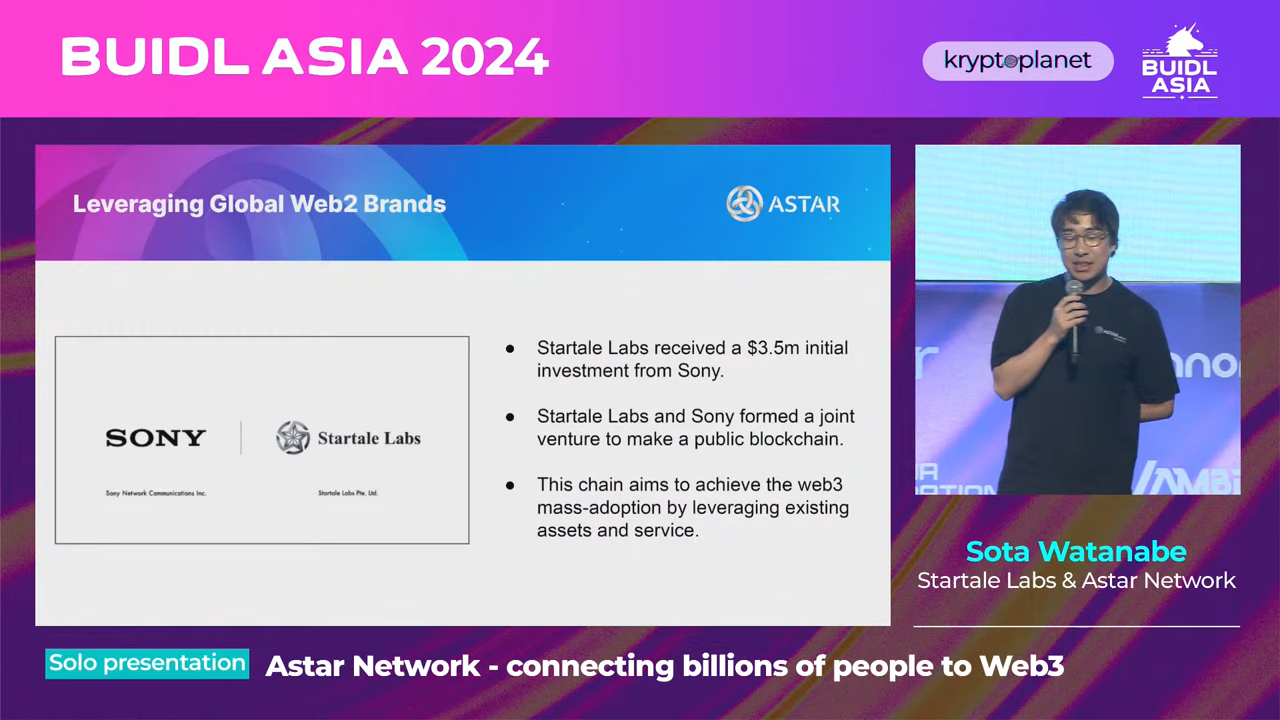 BUIDL ASIA 2024
kryptoplanet
BUIDL
ASIA
Leveraging Global Web2 Brands
ASTAR
SONY
Startale Labs
Sony Network Communications Inc.
Startale Labs Pte. Ltd.
● Startale Labs received a $3.5m initial
investment from Sony.
● Startale Labs and Sony formed a joint
venture to make a public blockchain.
● This chain aims to achieve the web3
mass-adoption by leveraging existing
assets and service.
ASTAR
Sota Watanabe
Startale Labs & Astar Network
Solo presentation
Astar Network - connecting billions of people to Web3